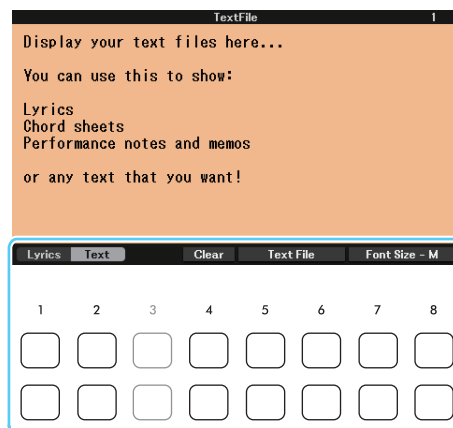 TextFile 1
Display your text files here...
You can use this to show:
Lyrics
Chord sheets
Performance notes and memos
or any text that you want!
Lyrics Text Clear Text File Font Size - M
1 2 3 4 5 6 7 8